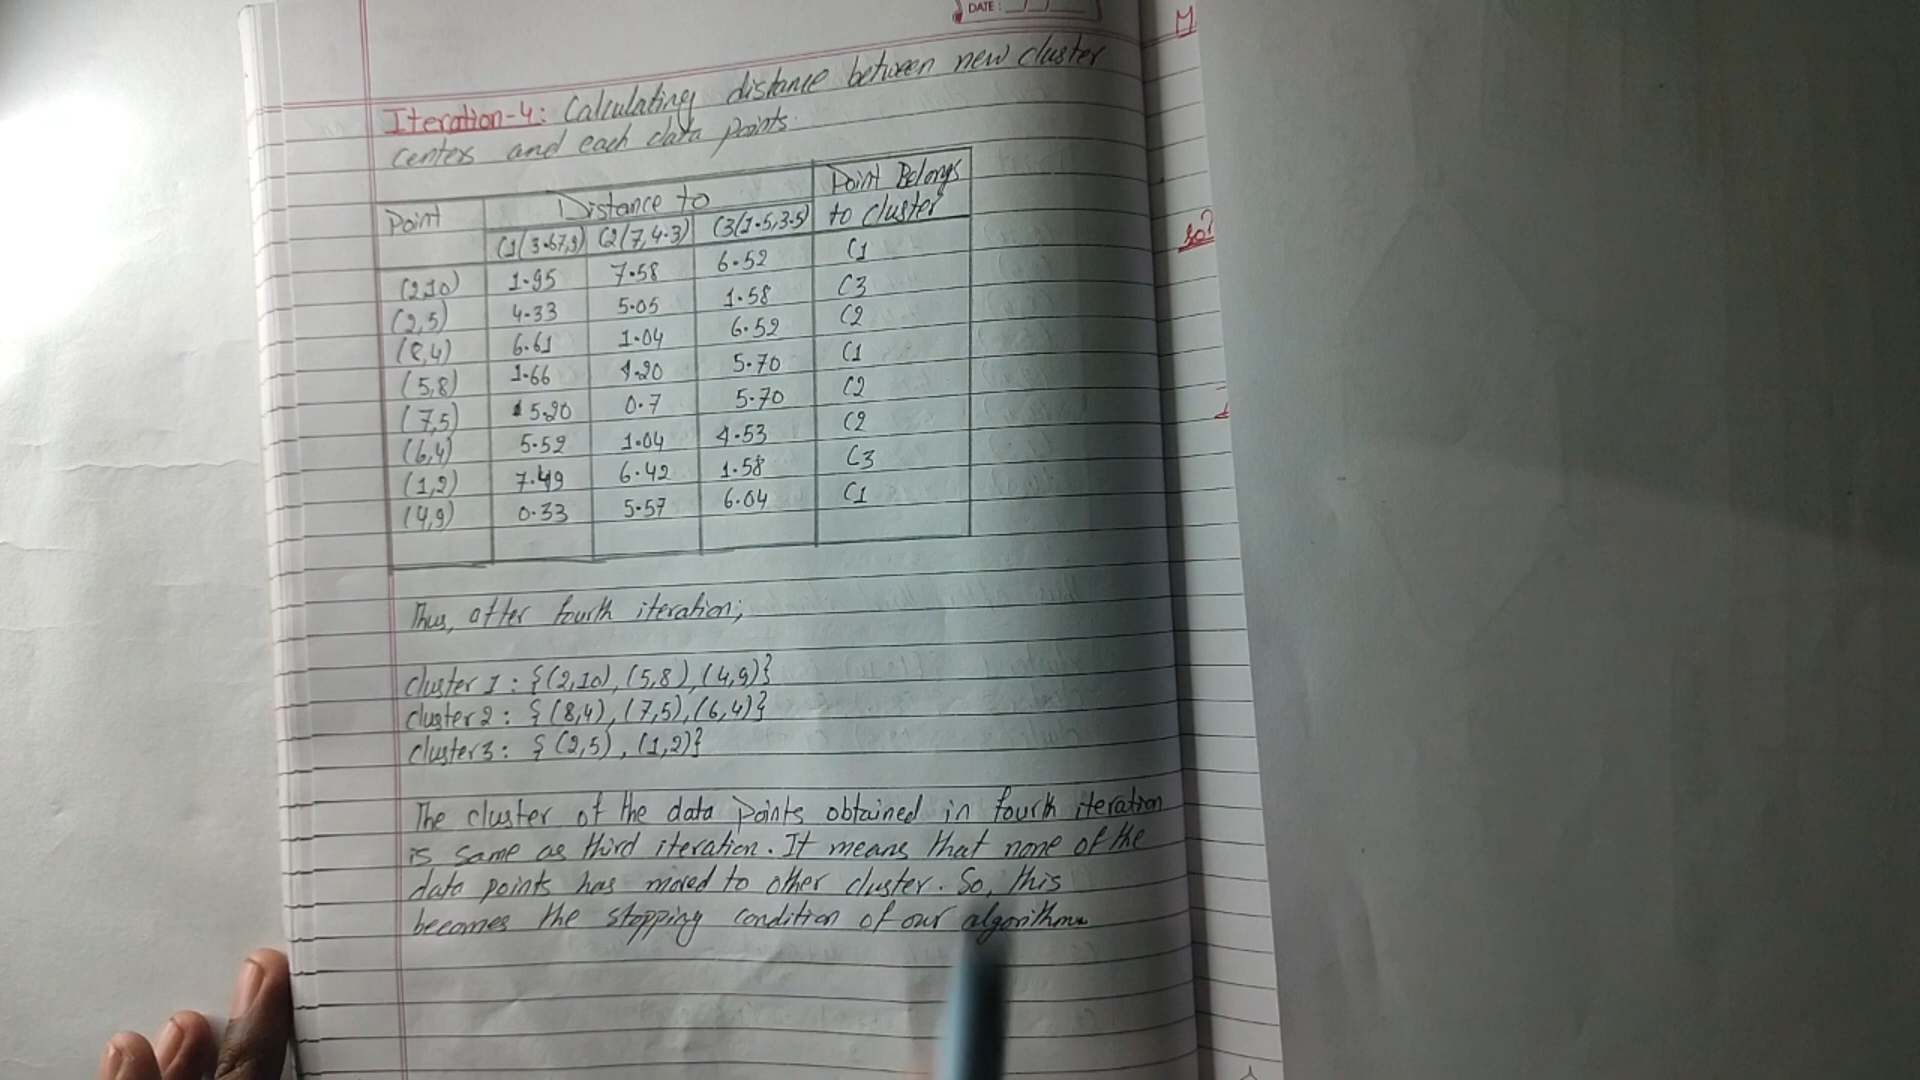 DATE :
Iteration-4: Calculating distance between new cluster
centers and each data points.
Point | Distance to | Point Belongs to cluster
C1(3.67,9) | C2(7,4.3) | C3(1.5,3.5)
(2,10) | 1.95 | 7.58 | 6.52 | C1
(2,5) | 4.33 | 5.05 | 1.58 | C3
(8,4) | 6.61 | 1.04 | 6.52 | C2
(5,8) | 1.66 | 4.20 | 5.70 | C1
(7,5) | 5.20 | 0.7 | 5.70 | C2
(6,4) | 5.52 | 1.04 | 4.53 | C2
(1,2) | 7.49 | 6.42 | 1.58 | C3
(4,9) | 0.33 | 5.57 | 6.04 | C1
Thus, after fourth iteration;
cluster 1 : {(2,10), (5,8), (4,9)}
cluster 2 : {(8,4), (7,5), (6,4)}
cluster 3 : {(2,5), (1,2)}
The cluster of the data points obtained in fourth iteration
is same as third iteration. It means that none of the
data points has moved to other cluster. So, this
becomes the stopping condition of our algorithm